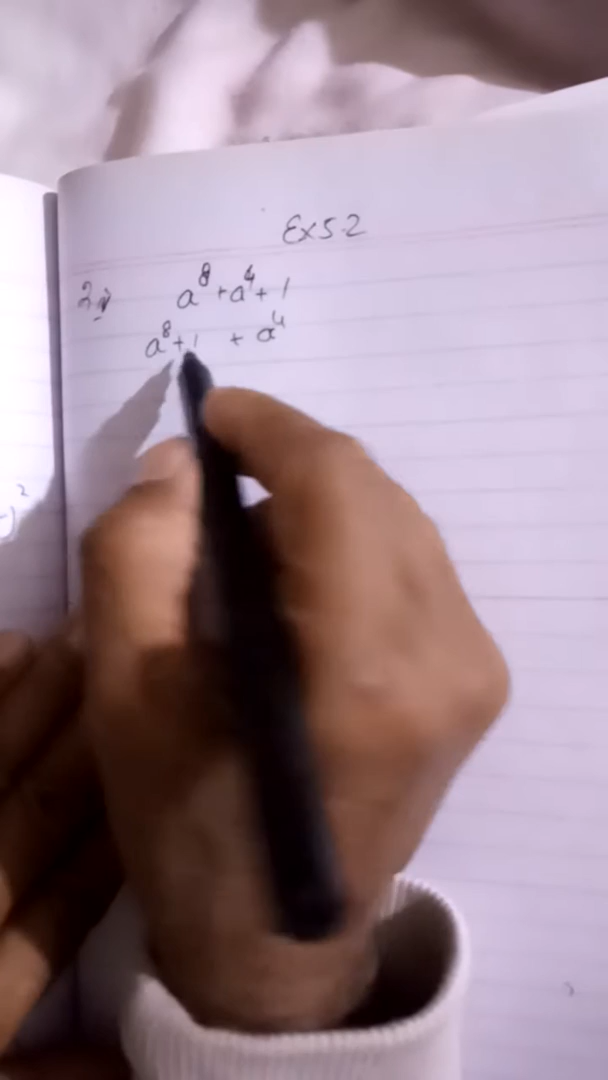 Ex 5.2
2. a⁸ + a⁴ + 1
a⁸ + 1 + a⁴